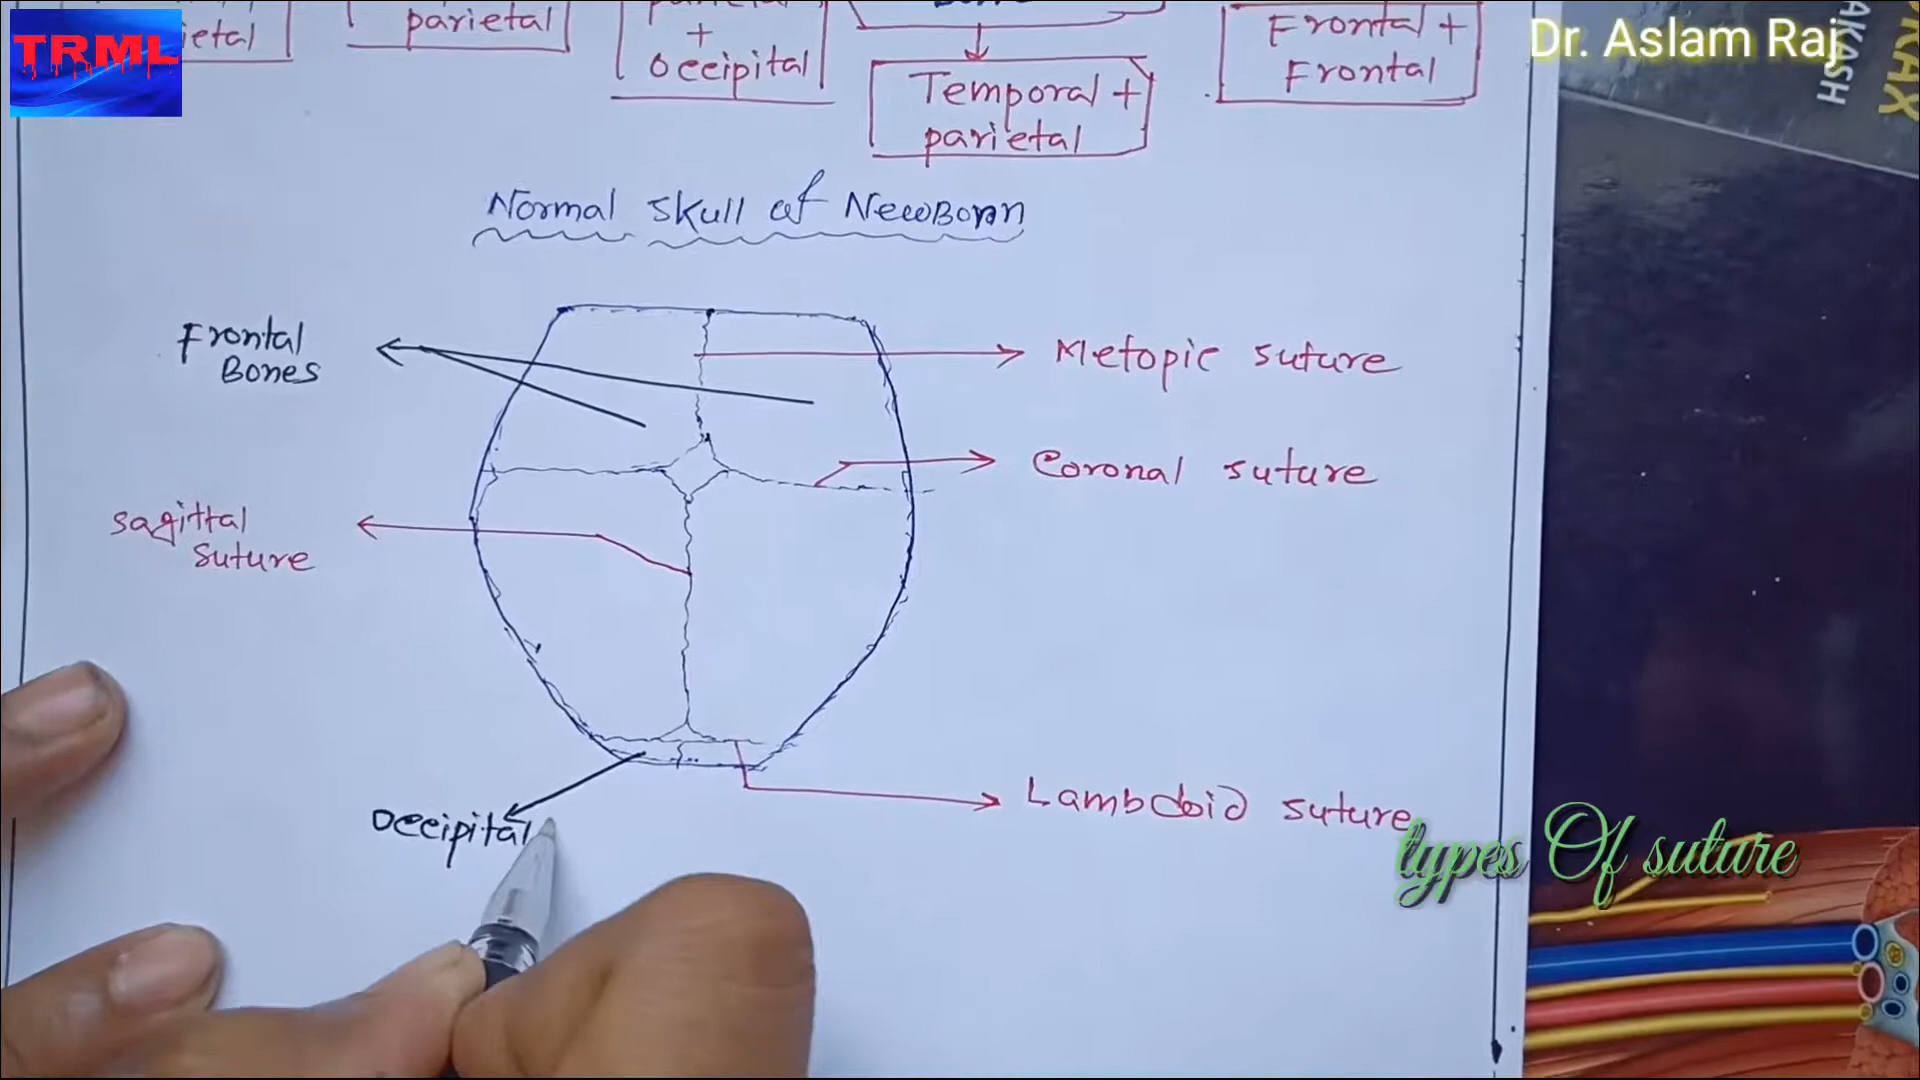 TRML
Dr. Aslam Raj
ietal
parietal
+
Occipital
Temporal +
parietal
Frontal +
Frontal
AKASH
Normal skull of NewBorn
Frontal
Bones
Metopic suture
Coronal suture
Sagittal
suture
Lambdoid suture
Occipital
types Of suture